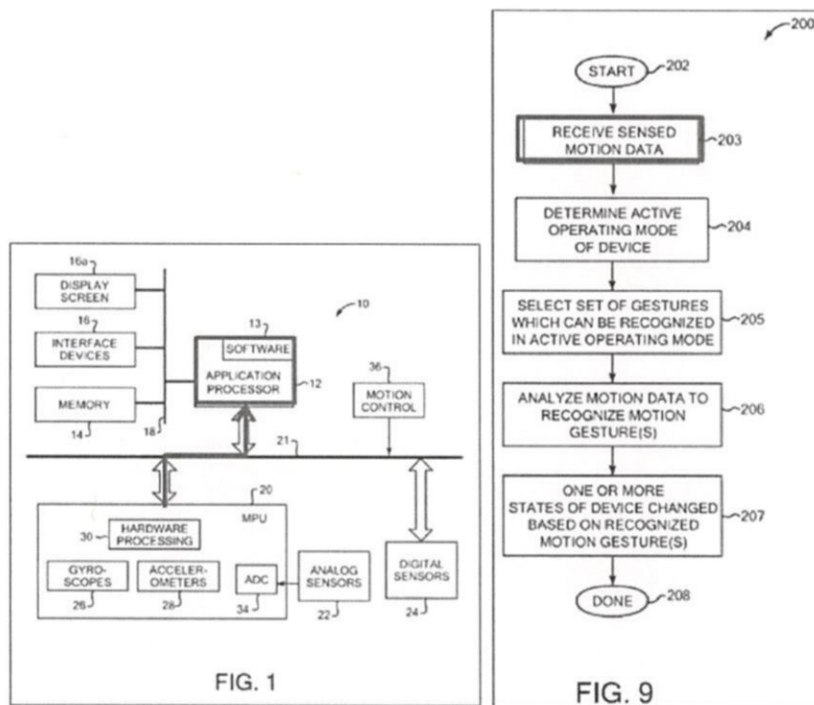 16a
DISPLAY
SCREEN
16
INTERFACE
DEVICES
MEMORY
14
18
10
13
SOFTWARE
APPLICATION
PROCESSOR
12
36
MOTION
CONTROL
21
20
MPU
HARDWARE
PROCESSING
30
GYRO-
SCOPES
26
ACCELER-
OMETERS
28
ADC
34
ANALOG
SENSORS
22
DIGITAL
SENSORS
24
FIG. 1
200
START
202
RECEIVE SENSED
MOTION DATA
203
DETERMINE ACTIVE
OPERATING MODE
OF DEVICE
204
SELECT SET OF GESTURES
WHICH CAN BE RECOGNIZED
IN ACTIVE OPERATING MODE
205
ANALYZE MOTION DATA TO
RECOGNIZE MOTION
GESTURE(S)
206
ONE OR MORE
STATES OF DEVICE CHANGED
BASED ON RECOGNIZED
MOTION GESTURE(S)
207
DONE
208
FIG. 9